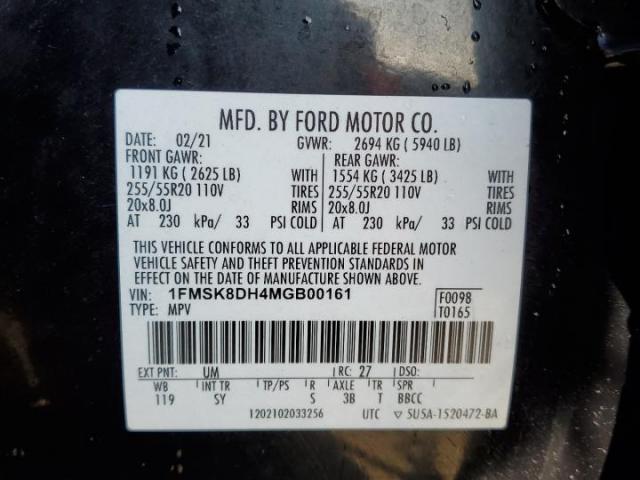 MFD. BY FORD MOTOR CO.
DATE: 02/21 GVWR: 2694 KG ( 5940 LB)
FRONT GAWR: REAR GAWR:
1191 KG ( 2625 LB) WITH 1554 KG ( 3425 LB) WITH
255/55R20 110V TIRES 255/55R20 110V TIRES
20x8.0J RIMS 20x8.0J RIMS
AT 230 kPa/ 33 PSI COLD AT 230 kPa/ 33 PSI COLD
THIS VEHICLE CONFORMS TO ALL APPLICABLE FEDERAL MOTOR
VEHICLE SAFETY AND THEFT PREVENTION STANDARDS IN
EFFECT ON THE DATE OF MANUFACTURE SHOWN ABOVE.
VIN: 1FMSK8DH4MGB00161 F0098
TYPE: MPV T0165
EXT PNT: UM RC: 27 DSO:
WB INT TR TP/PS R AXLE TR SPR
119 SY S 3B T BBCC
1202102033256 UTC ▽ 5U5A-1520472-BA